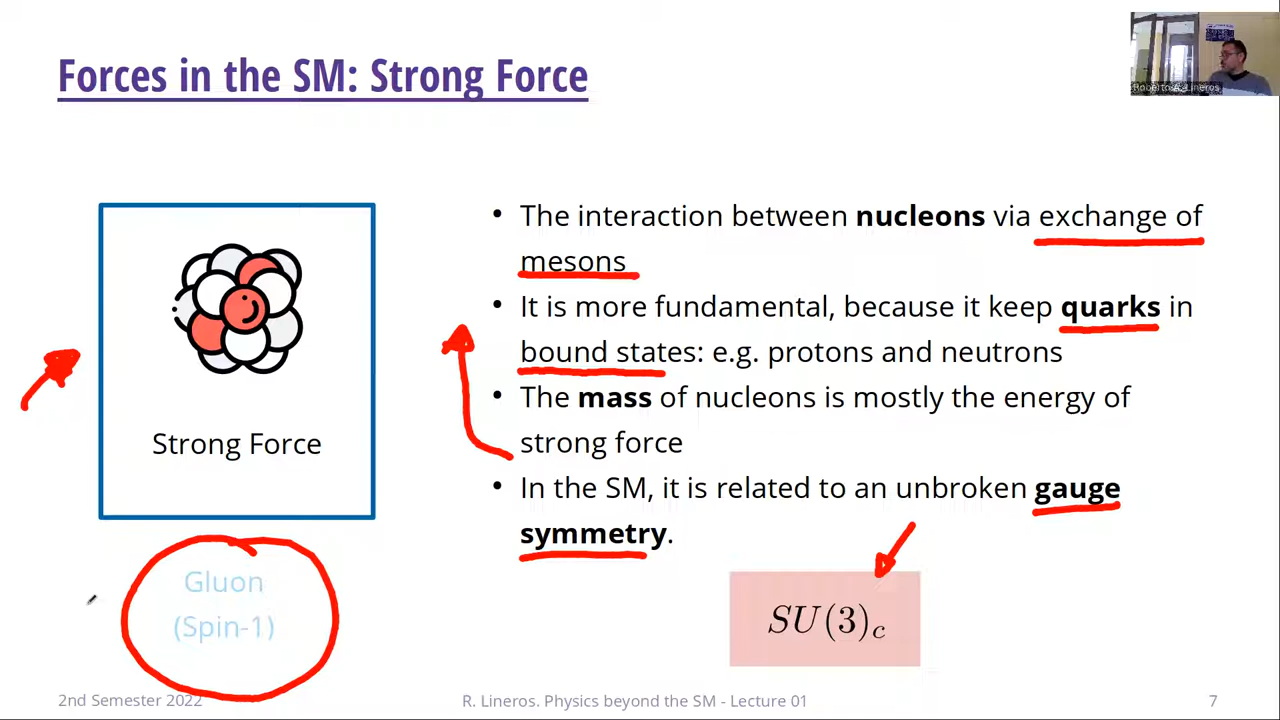 Forces in the SM: Strong Force
Roberto A. Lineros
Strong Force
Gluon
(Spin-1)
• The interaction between nucleons via exchange of
mesons
• It is more fundamental, because it keep quarks in
bound states: e.g. protons and neutrons
• The mass of nucleons is mostly the energy of
strong force
• In the SM, it is related to an unbroken gauge
symmetry.
SU(3)c
2nd Semester 2022
R. Lineros. Physics beyond the SM - Lecture 01
7